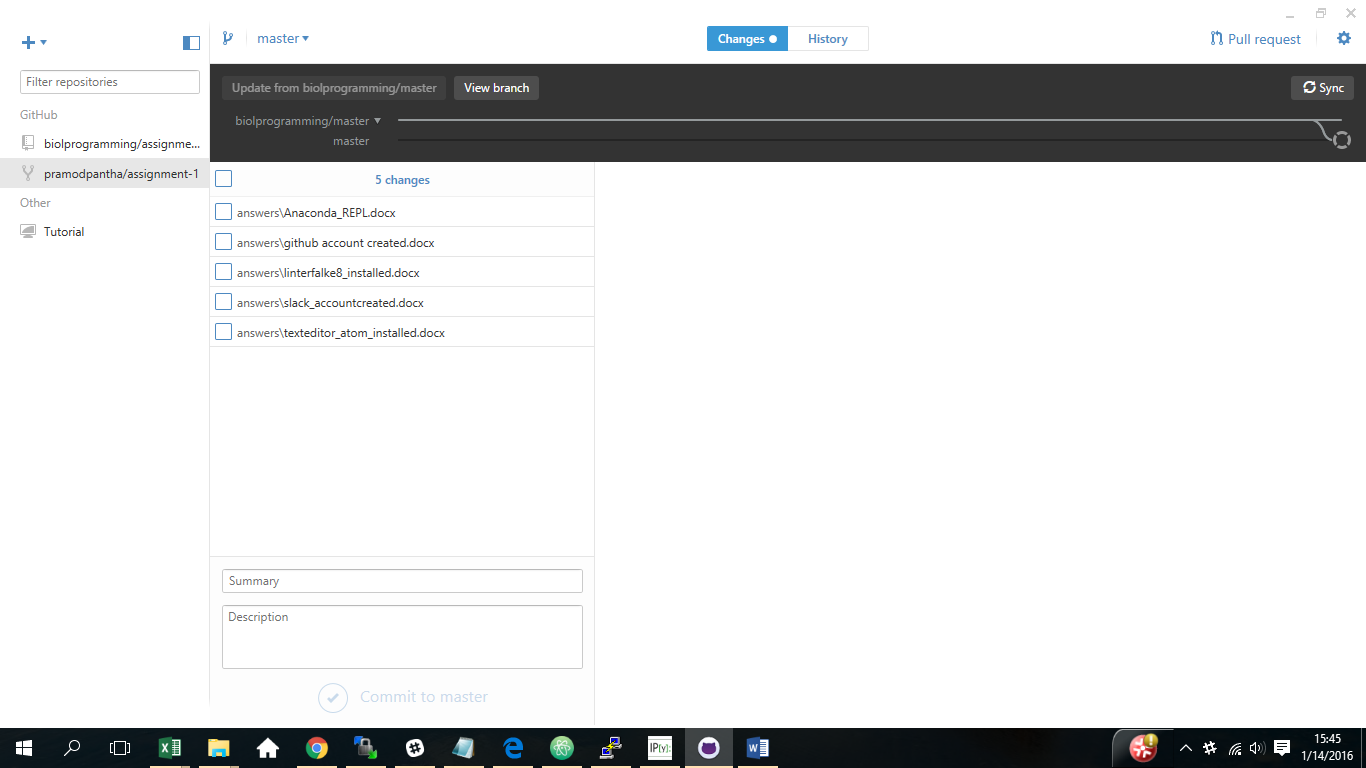 master
Changes
History
Pull request
Filter repositories
Update from biolprogramming/master
View branch
Sync
GitHub
biolprogramming/master
master
biolprogramming/assignme...
pramodpantha/assignment-1
5 changes
Other
answers\Anaconda_REPL.docx
Tutorial
answers\github account created.docx
answers\linterfalke8_installed.docx
answers\slack_accountcreated.docx
answers\texteditor_atom_installed.docx
Summary
Description
Commit to master
IP[y]:
15:45
1/14/2016